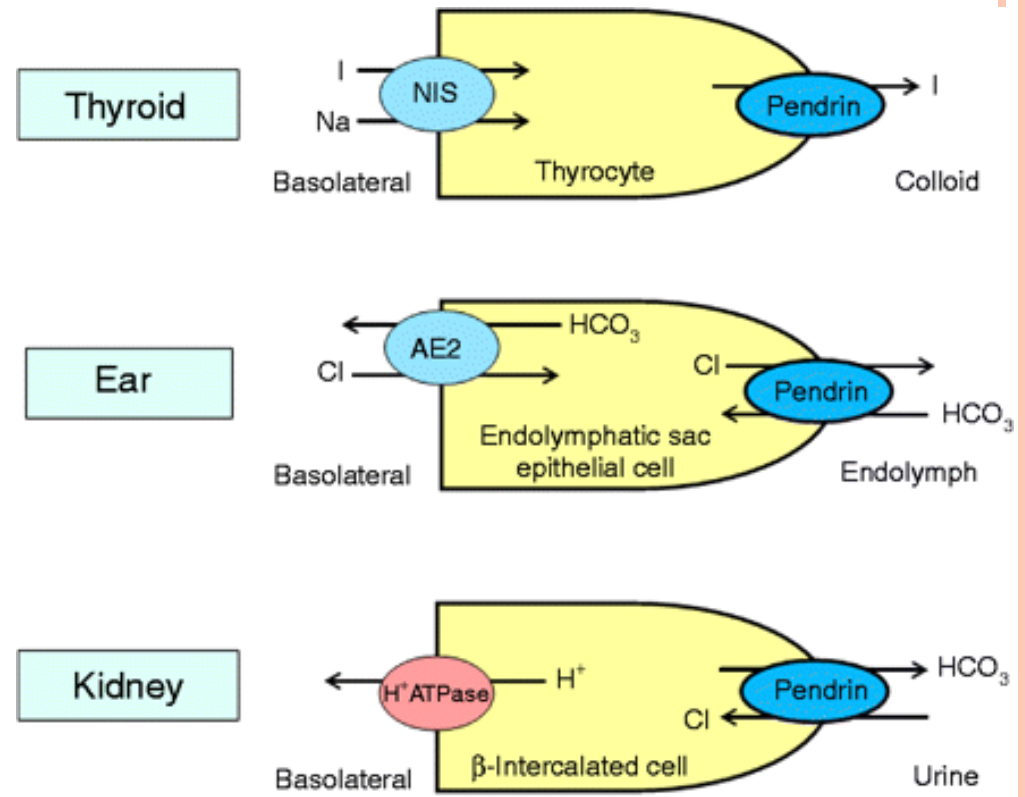 Thyroid
I
Na
NIS
Basolateral
Thyrocyte
Pendrin
I
Colloid
Ear
HCO3
AE2
Cl
Basolateral
Endolymphatic sac
epithelial cell
Cl
Pendrin
HCO3
Endolymph
Kidney
H+ATPase
H+
Basolateral
β-Intercalated cell
Pendrin
HCO3
Cl
Urine